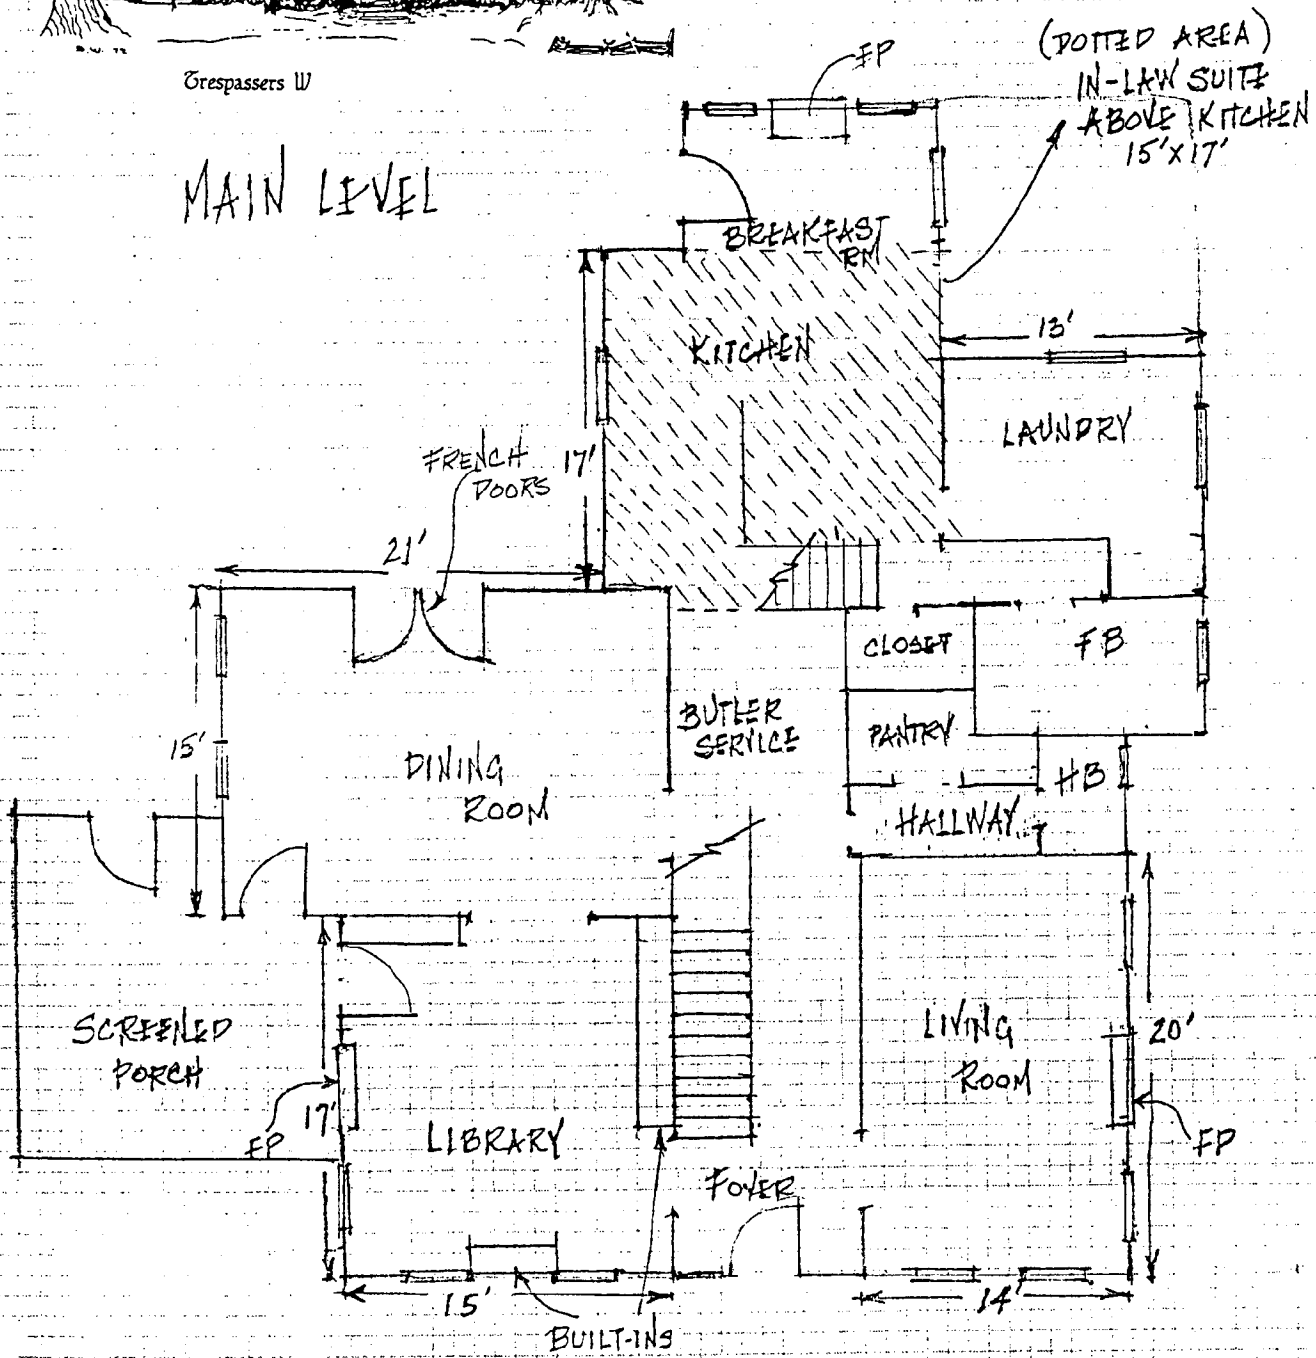 B.W. 72
Trespassers W
MAIN LEVEL
FP
(DOTTED AREA)
IN-LAW SUITE
ABOVE KITCHEN
15'X17'
BREAKFAST
RM
13'
KITCHEN
LAUNDRY
FRENCH
DOORS
17'
21'
CLOSET
FB
BUTLER
SERVICE
PANTRY
15'
DINING
ROOM
HB
HALLWAY
SCREENED
PORCH
LIVING
ROOM
20'
17'
FP
LIBRARY
FP
FOYER
15'
14'
BUILT-INS